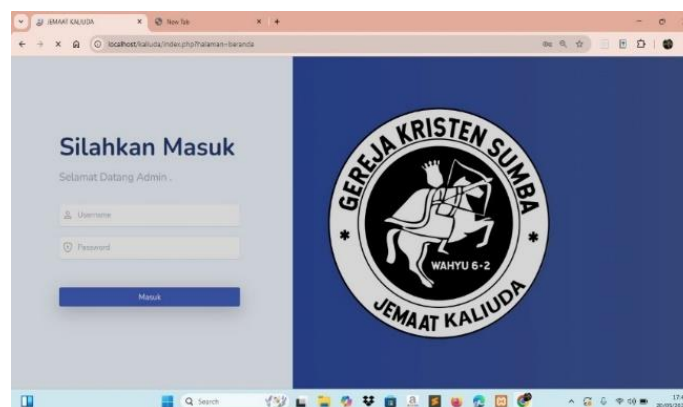 JEMAAT KALIUDA
New Tab
localhost/kaliuda/index.php?halaman=beranda
Silahkan Masuk
Selamat Datang Admin .
Username
Password
Masuk
GEREJA KRISTEN SUMBA
WAHYU 6-2
JEMAAT KALIUDA
Search